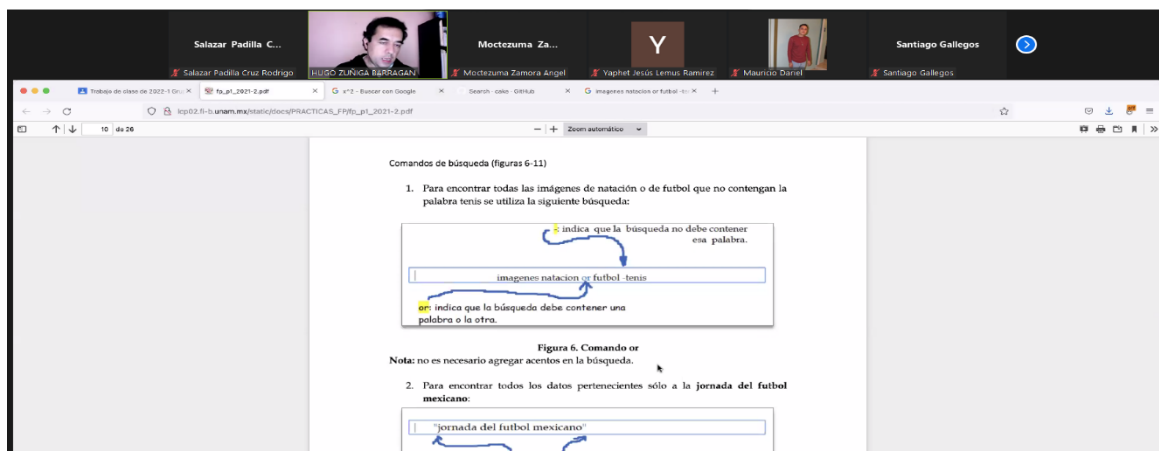 Salazar Padilla C...
Moctezuma Za...
Y
Santiago Gallegos
Salazar Padilla Cruz Rodrigo
HUGO ZUÑIGA BARRAGAN
Moctezuma Zamora Angel
Yaphet Jesús Lemus Ramirez
Mauricio Dariel
Santiago Gallegos
Trabajo de clase de 2022-1 Gru
fp_p1_2021-2.pdf
x^2 - Buscar con Google
Search · cake · GitHub
imagenes natacion or futbol -te
lcp02.fi-b.unam.mx/static/docs/PRACTICAS_FP/fp_p1_2021-2.pdf
10 de 26
Zoom automático
Comandos de búsqueda (figuras 6-11)
1. Para encontrar todas las imágenes de natación o de futbol que no contengan la
palabra tenis se utiliza la siguiente búsqueda:
-: indica que la búsqueda no debe contener
esa palabra.
imagenes natacion or futbol -tenis
or: indica que la búsqueda debe contener una
palabra o la otra.
Figura 6. Comando or
Nota: no es necesario agregar acentos en la búsqueda.
2. Para encontrar todos los datos pertenecientes sólo a la jornada del futbol
mexicano:
"jornada del futbol mexicano"